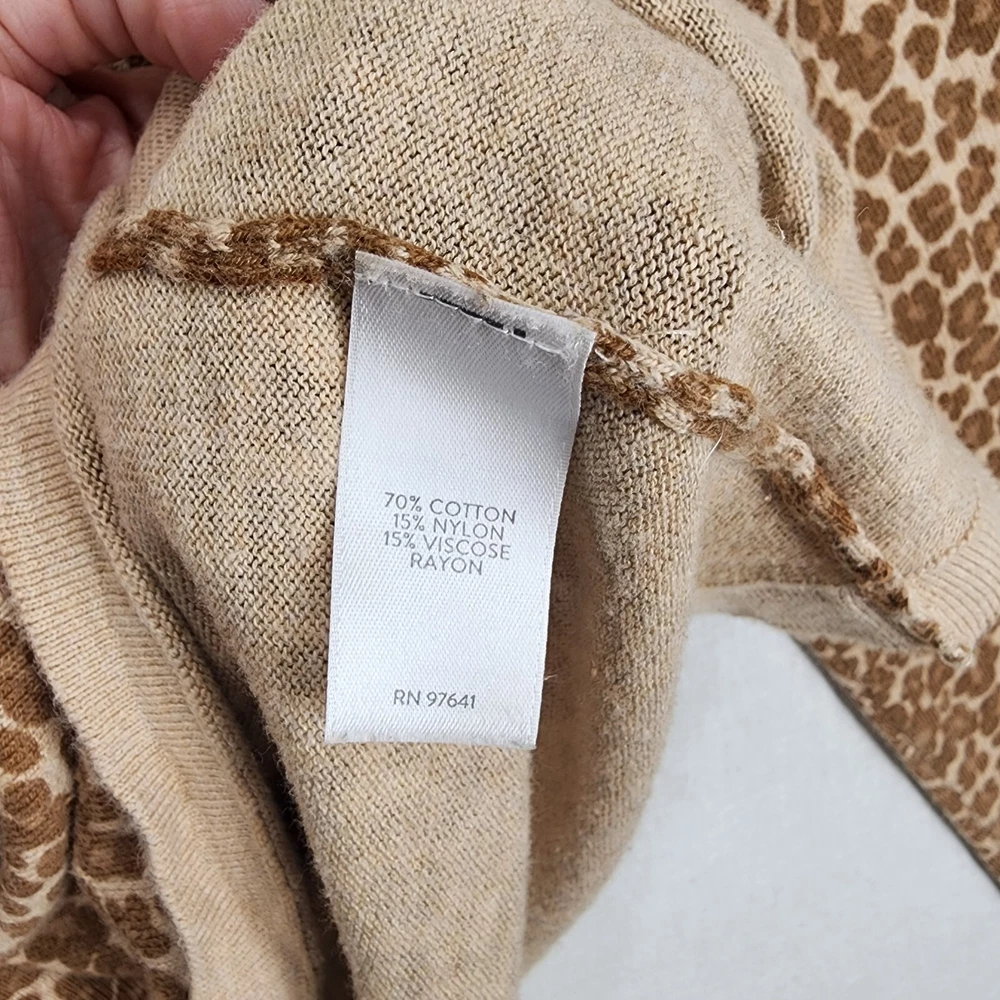 70% COTTON
15% NYLON
15% VISCOSE
RAYON
RN 97641